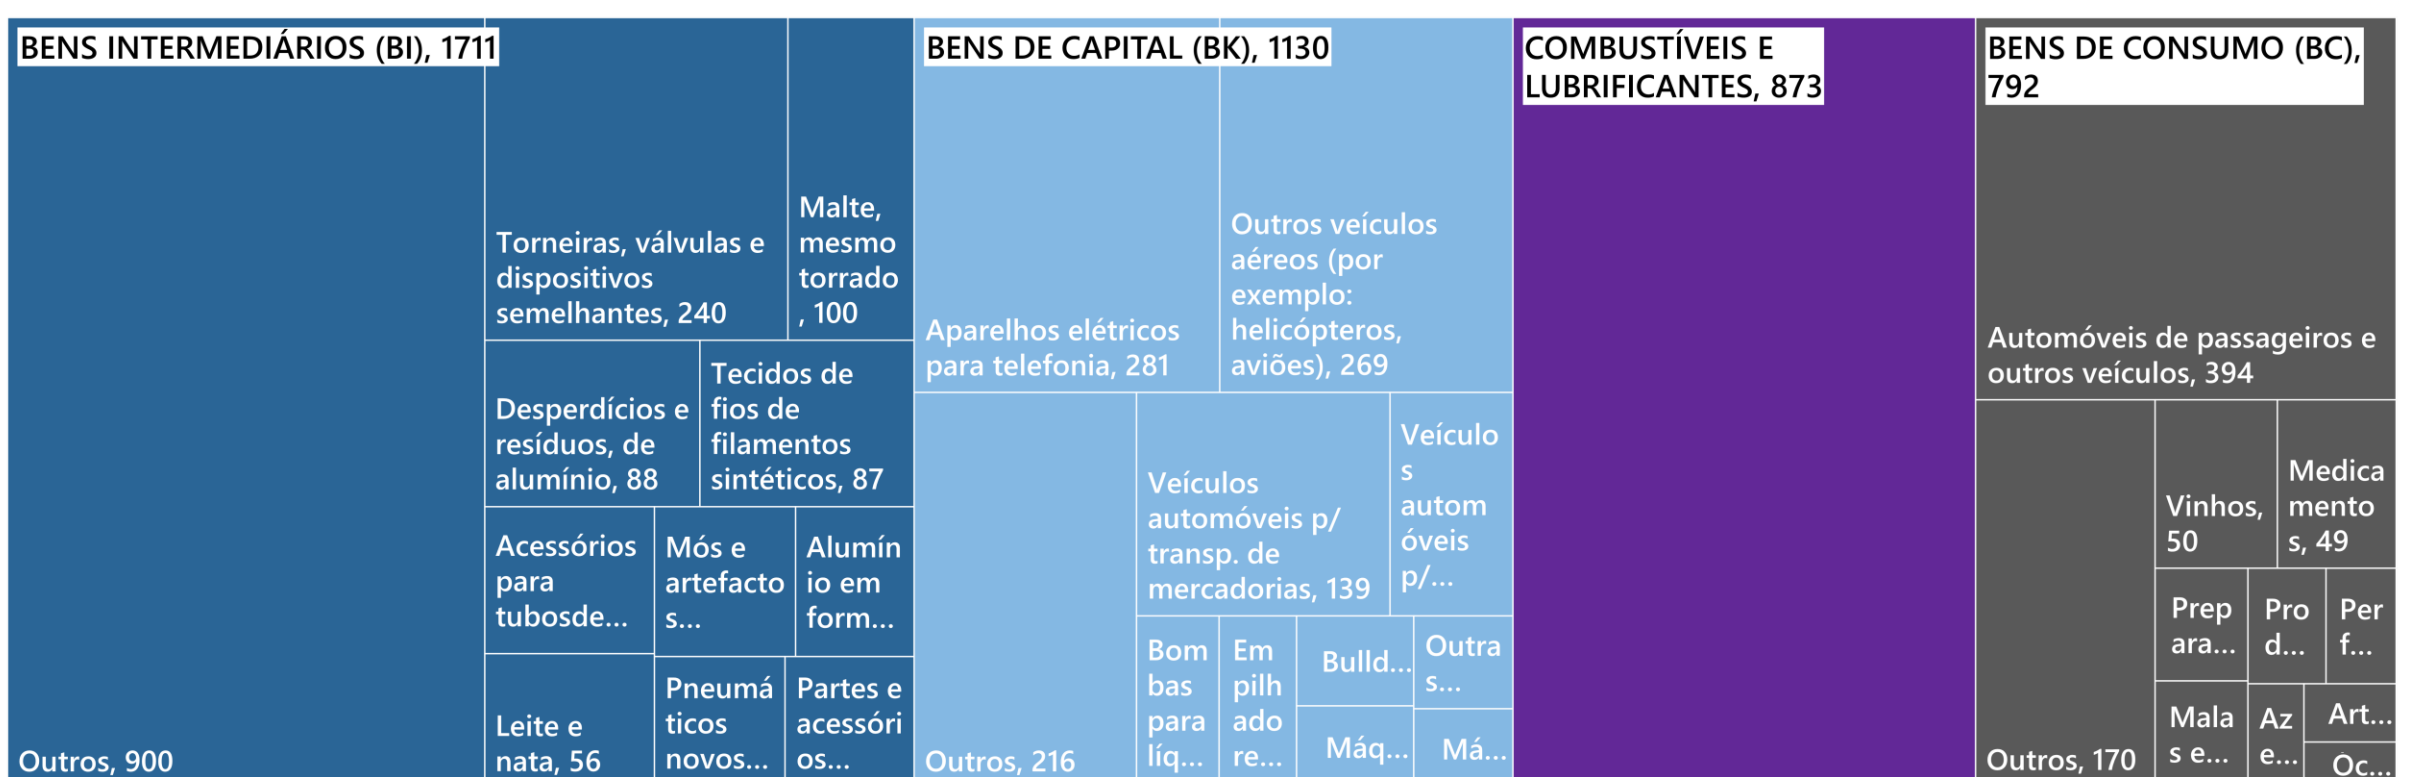 BENS INTERMEDIÁRIOS (BI), 1711
Outros, 900
Torneiras, válvulas e
dispositivos
semelhantes, 240
Malte,
mesmo
torrado
, 100
Desperdícios e
resíduos, de
alumínio, 88
Tecidos de
fios de
filamentos
sintéticos, 87
Acessórios
para
tubosde...
Mós e
artefacto
s...
Alumín
io em
form...
Leite e
nata, 56
Pneumá
ticos
novos...
Partes e
acessóri
os...
BENS DE CAPITAL (BK), 1130
Aparelhos elétricos
para telefonia, 281
Outros veículos
aéreos (por
exemplo:
helicópteros,
aviões), 269
Outros, 216
Veículos
automóveis p/
transp. de
mercadorias, 139
Veículo
s
autom
óveis
p/...
Bom
bas
para
líq...
Em
pilh
ado
re...
Bulld...
Outra
s...
Máq...
Má...
COMBUSTÍVEIS E
LUBRIFICANTES, 873
BENS DE CONSUMO (BC),
792
Automóveis de passageiros e
outros veículos, 394
Outros, 170
Vinhos,
50
Medica
mento
s, 49
Prep
ara...
Pro
d...
Per
f...
Mala
s e...
Az
e...
Art...
Óc...